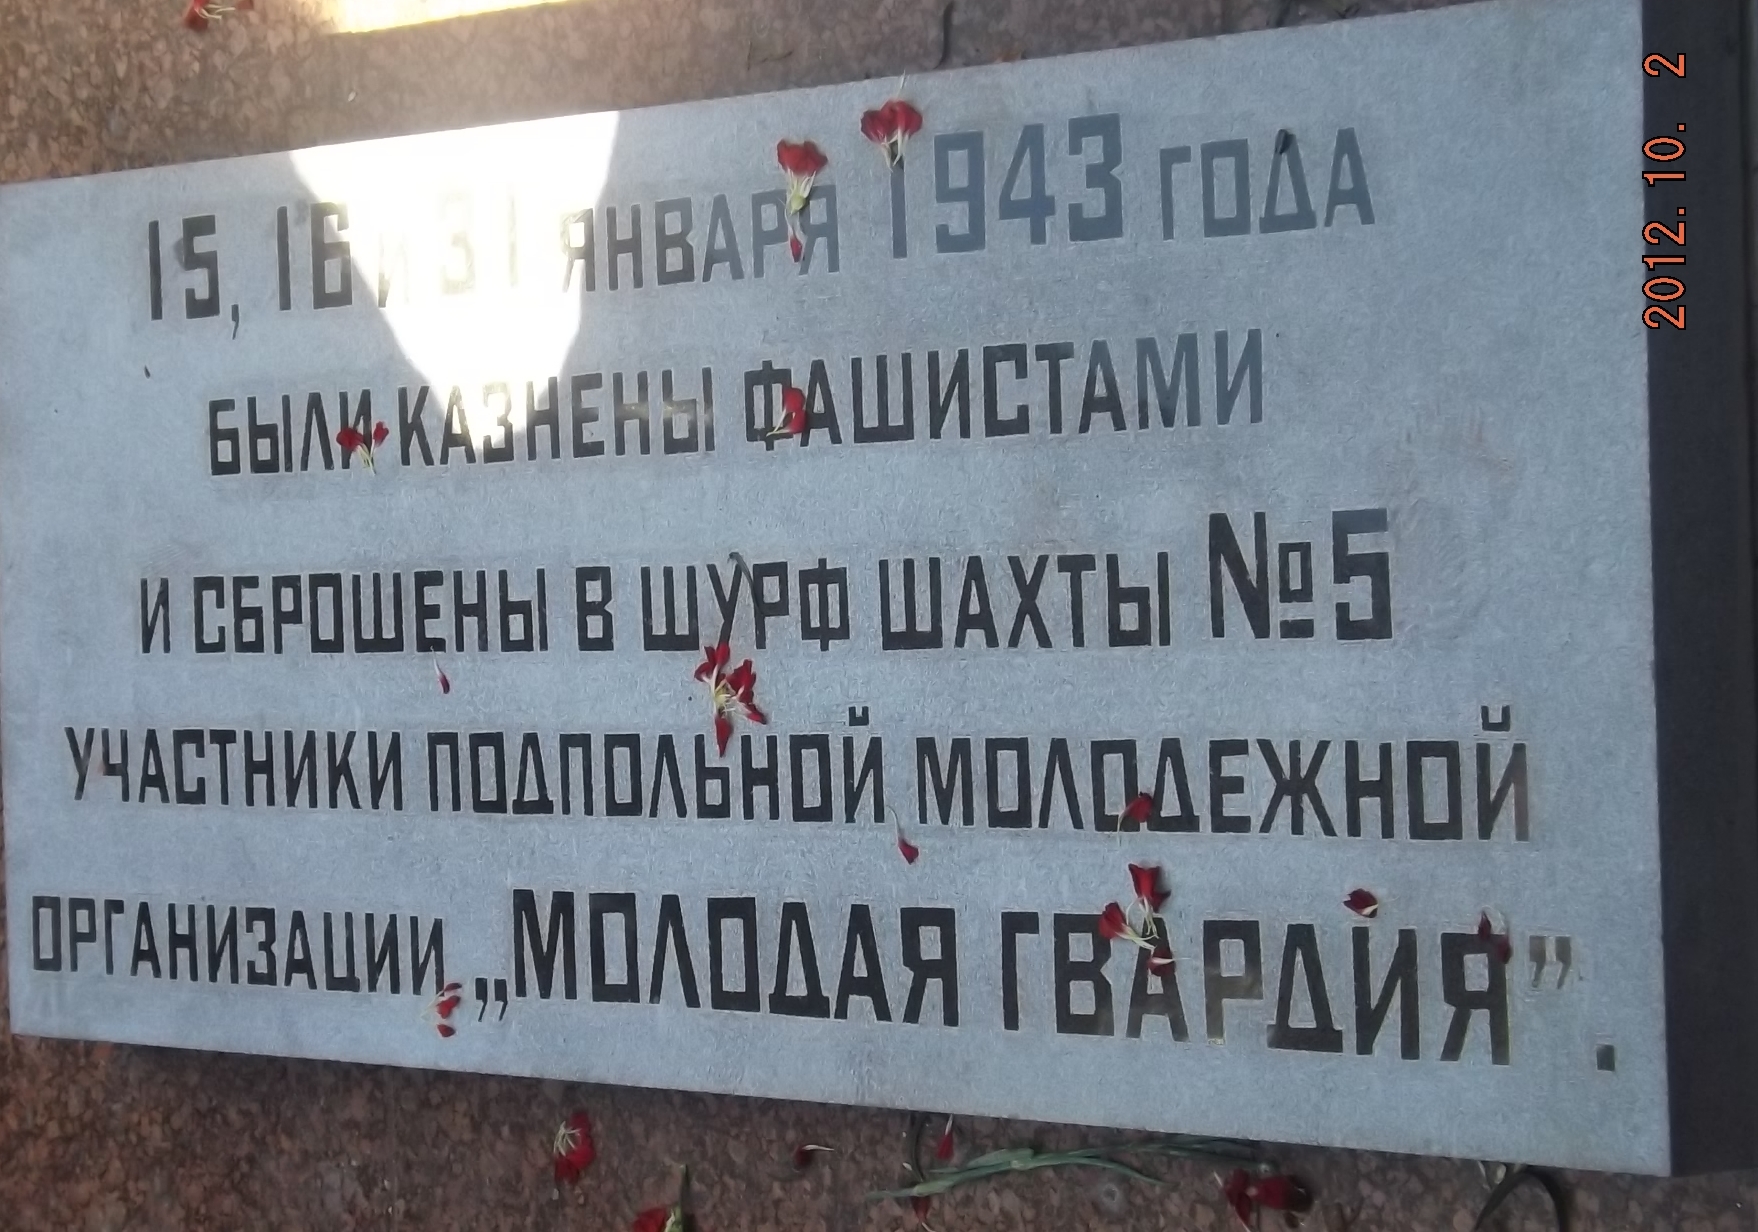 15, 16 И 31 ЯНВАРЯ 1943 ГОДА
БЫЛИ КАЗНЕНЫ ФАШИСТАМИ
И СБРОШЕНЫ В ШУРФ ШАХТЫ №5
УЧАСТНИКИ ПОДПОЛЬНОЙ МОЛОДЕЖНОЙ
ОРГАНИЗАЦИИ „МОЛОДАЯ ГВАРДИЯ”.
2012. 10. 2